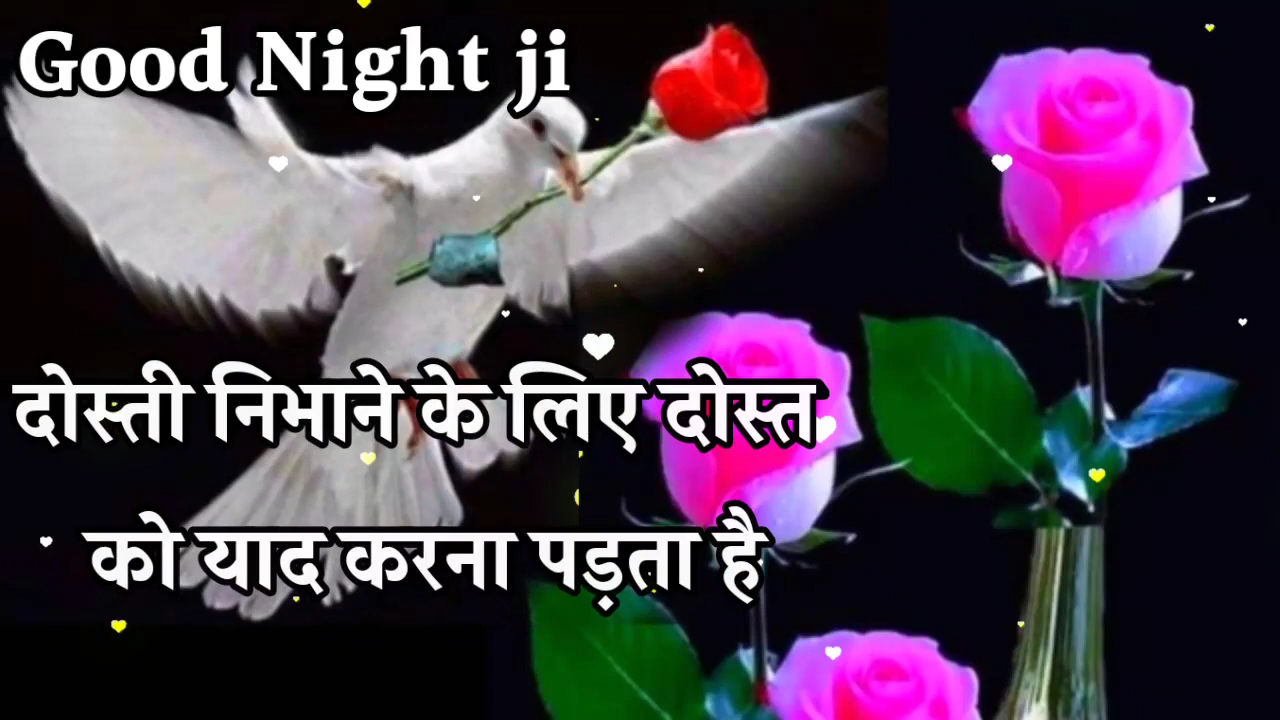 Good Night ji
दोस्ती निभाने के लिए दोस्त
को याद करना पड़ता है